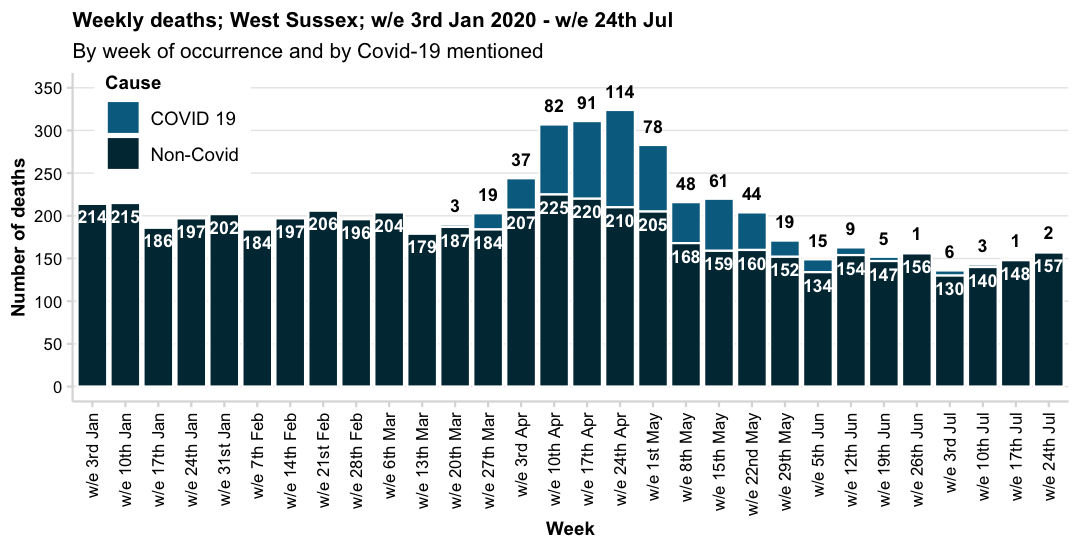 Weekly deaths; West Sussex; w/e 3rd Jan 2020 - w/e 24th Jul
By week of occurrence and by Covid-19 mentioned
Cause
COVID 19
Non-Covid
Number of deaths
350
300
250
200
150
100
50
0
3 19 37 82 91 114 78 48 61 44 19 15 9 5 1 6 3 1 2
214 215 186 197 202 184 197 206 196 204 179 187 184 207 225 220 210 205 168 159 160 152 134 154 147 156 130 140 148 157
w/e 3rd Jan
w/e 10th Jan
w/e 17th Jan
w/e 24th Jan
w/e 31st Jan
w/e 7th Feb
w/e 14th Feb
w/e 21st Feb
w/e 28th Feb
w/e 6th Mar
w/e 13th Mar
w/e 20th Mar
w/e 27th Mar
w/e 3rd Apr
w/e 10th Apr
w/e 17th Apr
w/e 24th Apr
w/e 1st May
w/e 8th May
w/e 15th May
w/e 22nd May
w/e 29th May
w/e 5th Jun
w/e 12th Jun
w/e 19th Jun
w/e 26th Jun
w/e 3rd Jul
w/e 10th Jul
w/e 17th Jul
w/e 24th Jul
Week